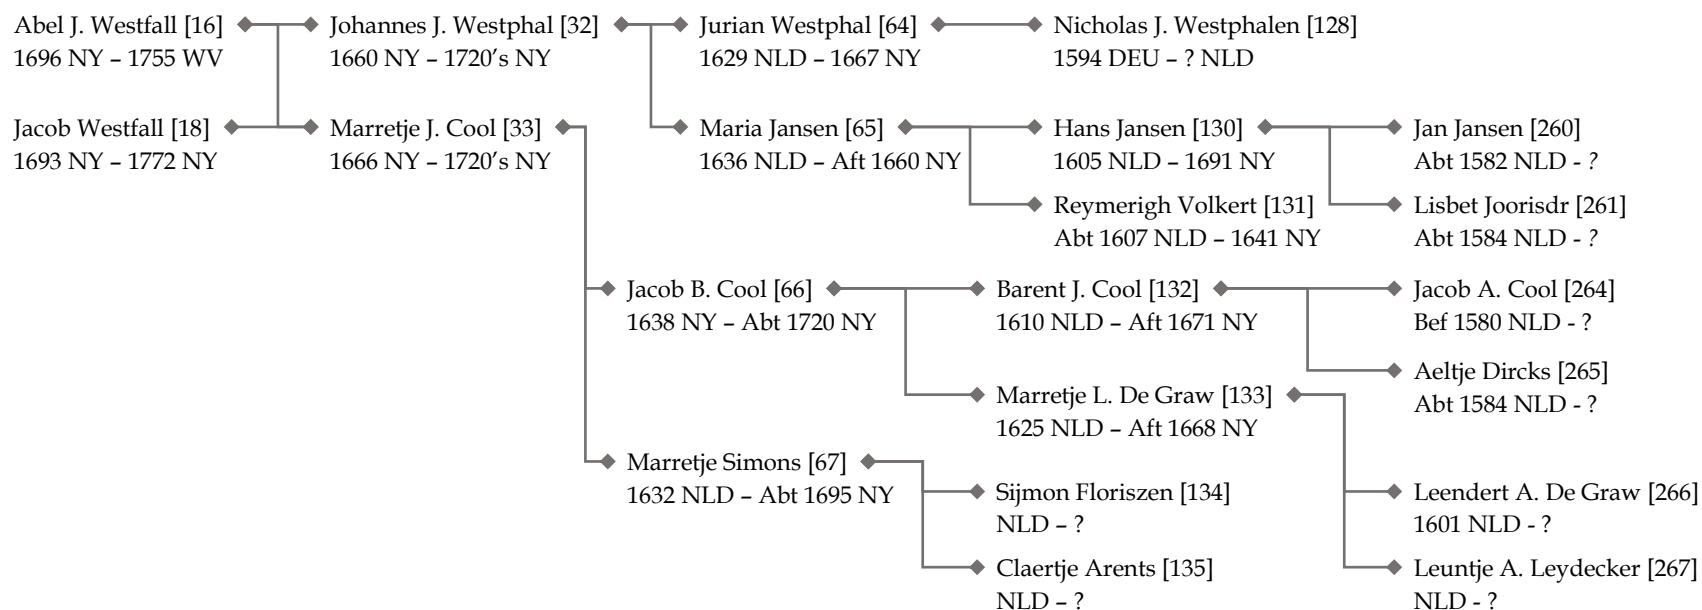 Abel J. Westfall [16]
1696 NY – 1755 WV
Johannes J. Westphal [32]
1660 NY – 1720’s NY
Jurian Westphal [64]
1629 NLD – 1667 NY
Nicholas J. Westphalen [128]
1594 DEU – ? NLD
Jacob Westfall [18]
1693 NY – 1772 NY
Marretje J. Cool [33]
1666 NY – 1720’s NY
Maria Jansen [65]
1636 NLD – Aft 1660 NY
Hans Jansen [130]
1605 NLD – 1691 NY
Jan Jansen [260]
Abt 1582 NLD - ?
Reymerigh Volkert [131]
Abt 1607 NLD – 1641 NY
Lisbet Joorisdr [261]
Abt 1584 NLD - ?
Jacob B. Cool [66]
1638 NY – Abt 1720 NY
Barent J. Cool [132]
1610 NLD – Aft 1671 NY
Jacob A. Cool [264]
Bef 1580 NLD - ?
Aeltje Dircks [265]
Abt 1584 NLD - ?
Marretje L. De Graw [133]
1625 NLD – Aft 1668 NY
Marretje Simons [67]
1632 NLD – Abt 1695 NY
Sijmon Floriszen [134]
NLD – ?
Leendert A. De Graw [266]
1601 NLD - ?
Claertje Arents [135]
NLD – ?
Leuntje A. Leydecker [267]
NLD - ?